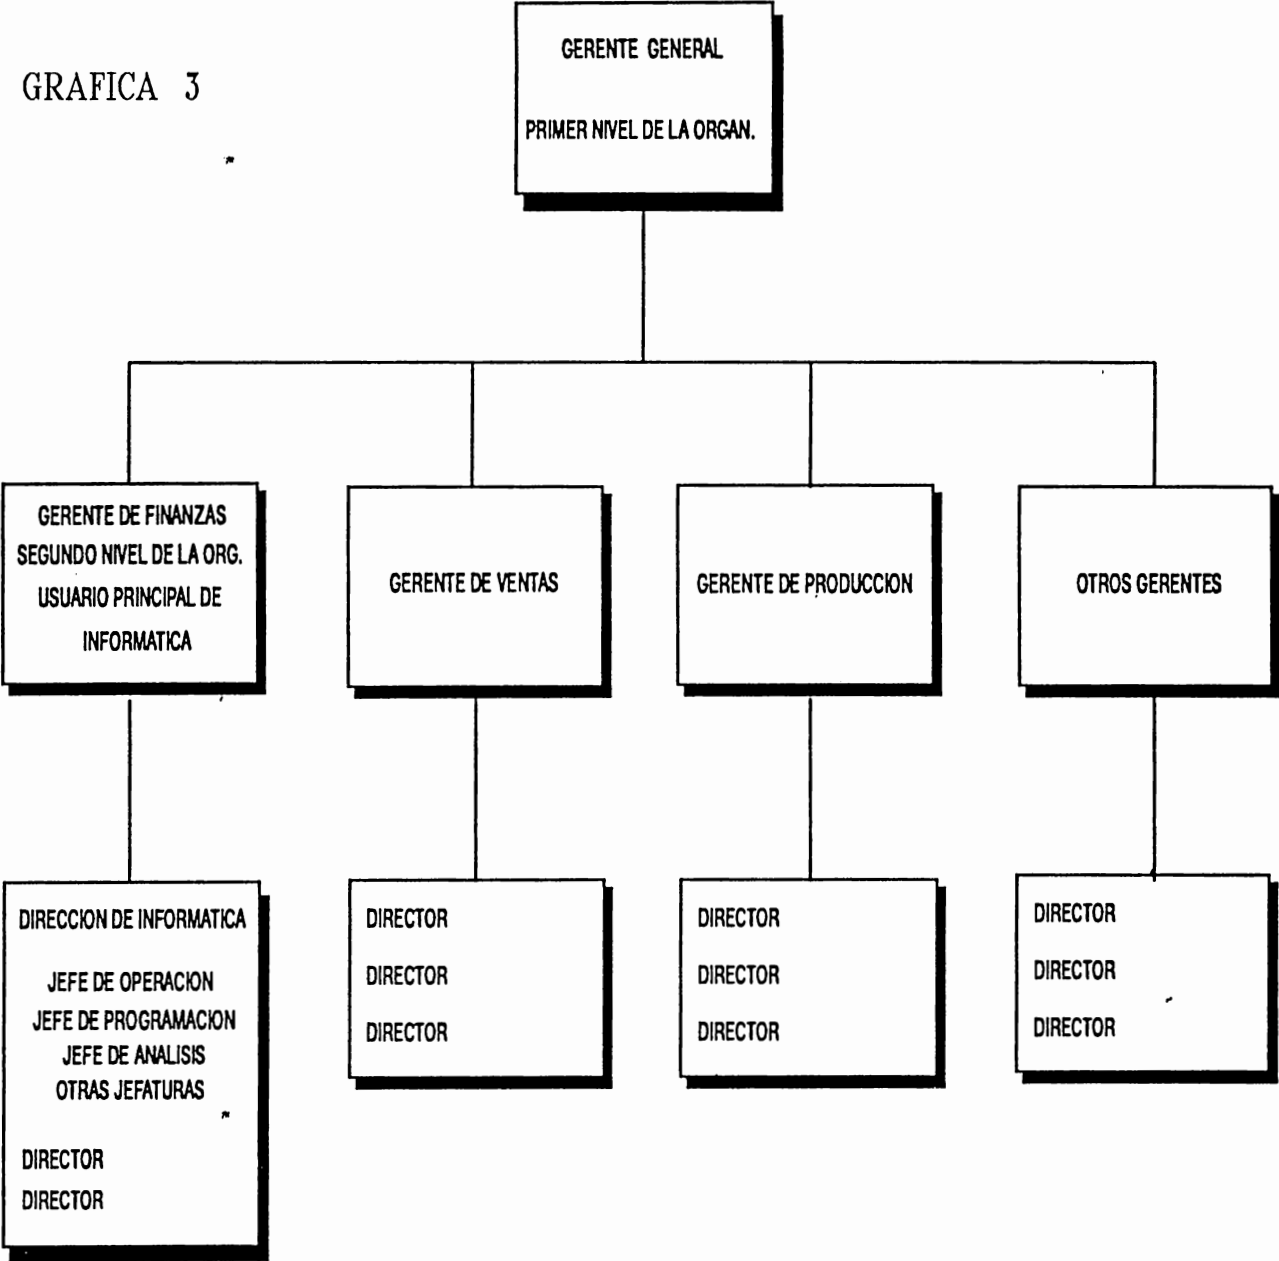 GRAFICA 3
GERENTE GENERAL
PRIMER NIVEL DE LA ORGAN.
GERENTE DE FINANZAS
SEGUNDO NIVEL DE LA ORG.
USUARIO PRINCIPAL DE
INFORMATICA
GERENTE DE VENTAS
GERENTE DE PRODUCCION
OTROS GERENTES
DIRECCION DE INFORMATICA
JEFE DE OPERACION
JEFE DE PROGRAMACION
JEFE DE ANALISIS
OTRAS JEFATURAS
DIRECTOR
DIRECTOR
DIRECTOR
DIRECTOR
DIRECTOR
DIRECTOR
DIRECTOR
DIRECTOR
DIRECTOR
DIRECTOR
DIRECTOR